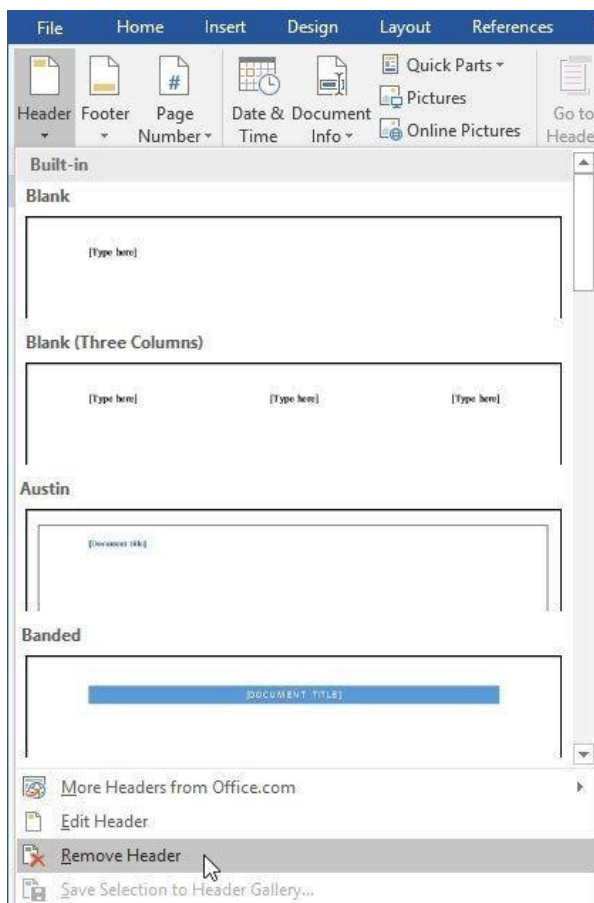 File Home Insert Design Layout References
Header Footer Page Number Date & Time Document Info Quick Parts
Pictures
Online Pictures
Go to Heade
Built-in
Blank
[Type here]
Blank (Three Columns)
[Type here] [Type here] [Type here]
Austin
[Document title]
Banded
[DOCUMENT TITLE]
More Headers from Office.com
Edit Header
Remove Header
Save Selection to Header Gallery...